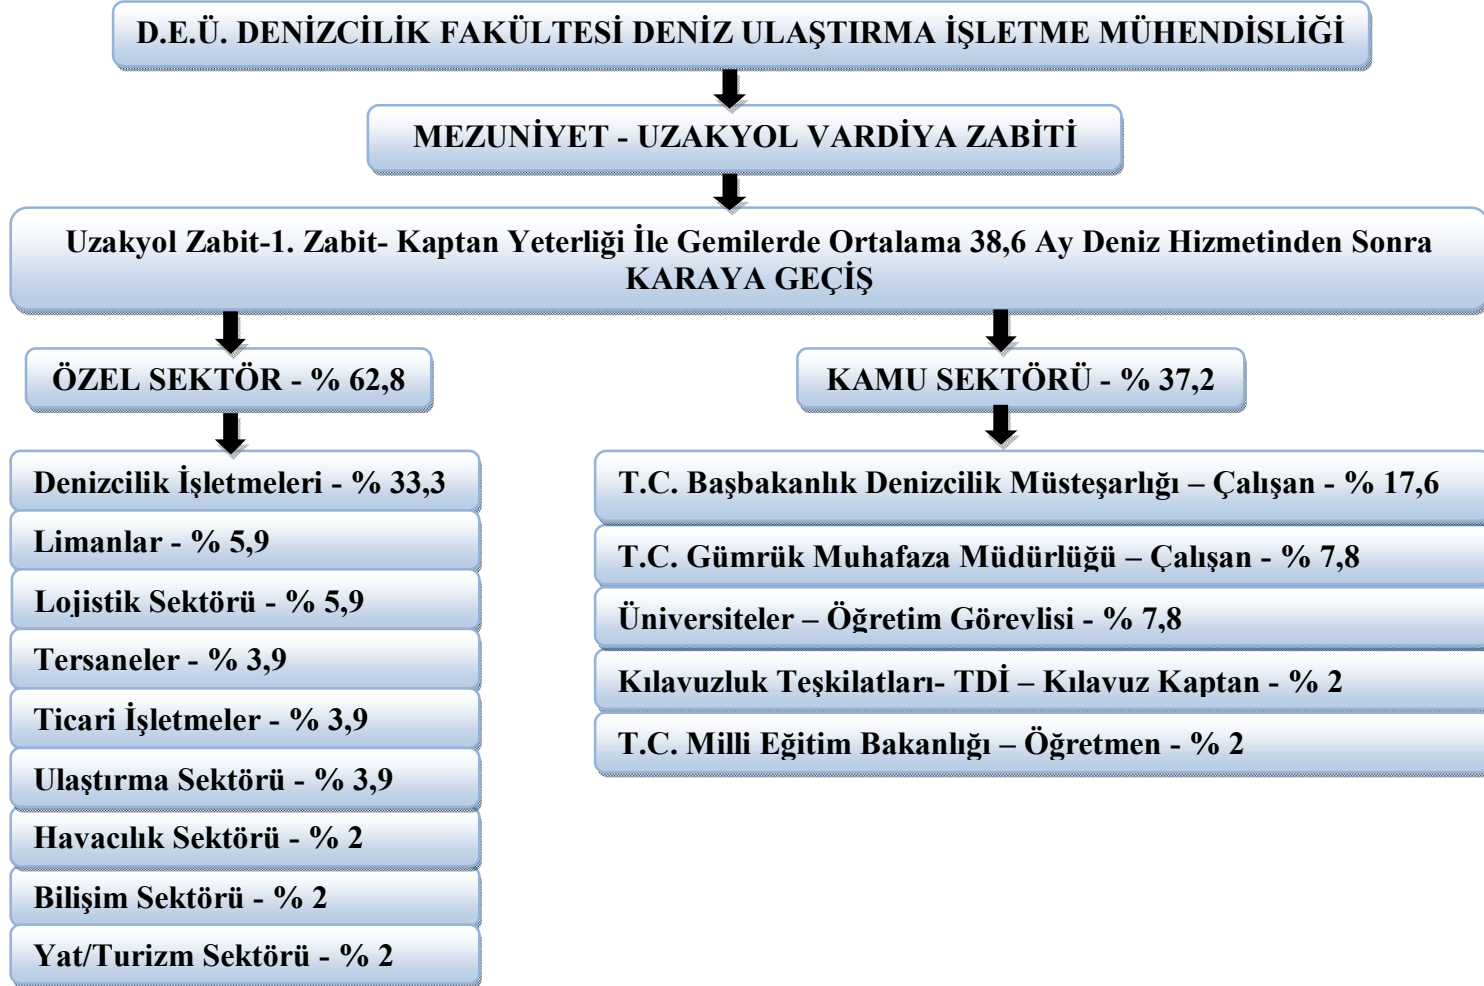 D.E.Ü. DENİZCİLİK FAKÜLTESİ DENİZ ULAŞTIRMA İŞLETME MÜHENDİSLİĞİ
MEZUNİYET - UZAKYOL VARDİYA ZABİTİ
Uzakyol Zabit-1. Zabit- Kaptan Yeterliği İle Gemilerde Ortalama 38,6 Ay Deniz Hizmetinden Sonra
KARAYA GEÇİŞ
ÖZEL SEKTÖR - % 62,8
Denizcilik İşletmeleri - % 33,3
Limanlar - % 5,9
Lojistik Sektörü - % 5,9
Tersaneler - % 3,9
Ticari İşletmeler - % 3,9
Ulaştırma Sektörü - % 3,9
Havacılık Sektörü - % 2
Bilişim Sektörü - % 2
Yat/Turizm Sektörü - % 2
KAMU SEKTÖRÜ - % 37,2
T.C. Başbakanlık Denizcilik Müsteşarlığı – Çalışan - % 17,6
T.C. Gümrük Muhafaza Müdürlüğü – Çalışan - % 7,8
Üniversiteler – Öğretim Görevlisi - % 7,8
Kılavuzluk Teşkilatları- TDİ – Kılavuz Kaptan - % 2
T.C. Milli Eğitim Bakanlığı – Öğretmen - % 2